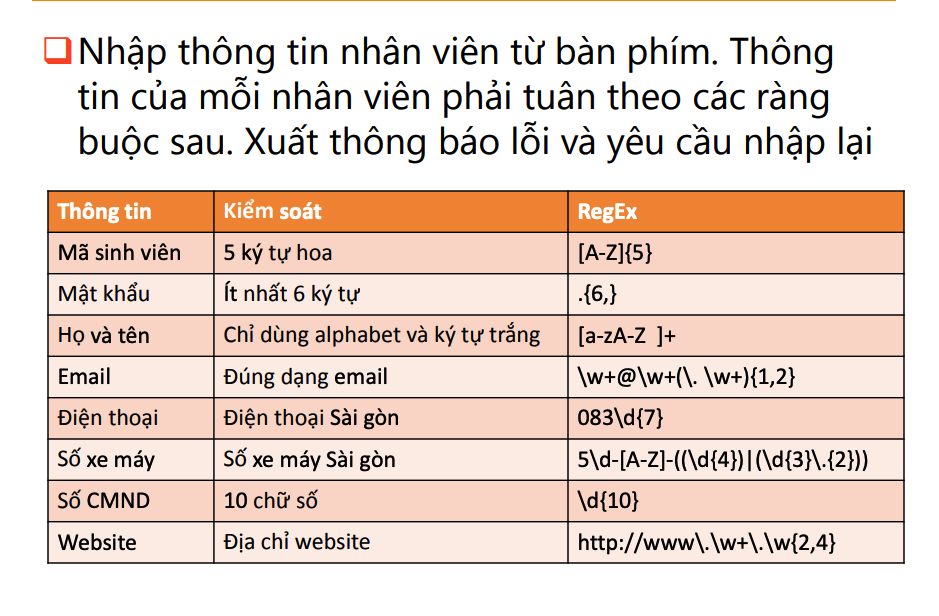 Nhập thông tin nhân viên từ bàn phím. Thông
tin của mỗi nhân viên phải tuân theo các ràng
buộc sau. Xuất thông báo lỗi và yêu cầu nhập lại
Thông tin Kiểm soát RegEx
Mã sinh viên 5 ký tự hoa [A-Z]{5}
Mật khẩu Ít nhất 6 ký tự .{6,}
Họ và tên Chỉ dùng alphabet và ký tự trắng [a-zA-Z ]+
Email Đúng dạng email \w+@\w+(\. \w+){1,2}
Điện thoại Điện thoại Sài gòn 083\d{7}
Số xe máy Số xe máy Sài gòn 5\d-[A-Z]-((\d{4})|(\d{3}\.{2}))
Số CMND 10 chữ số \d{10}
Website Địa chỉ website http://www\.\w+\.\w{2,4}